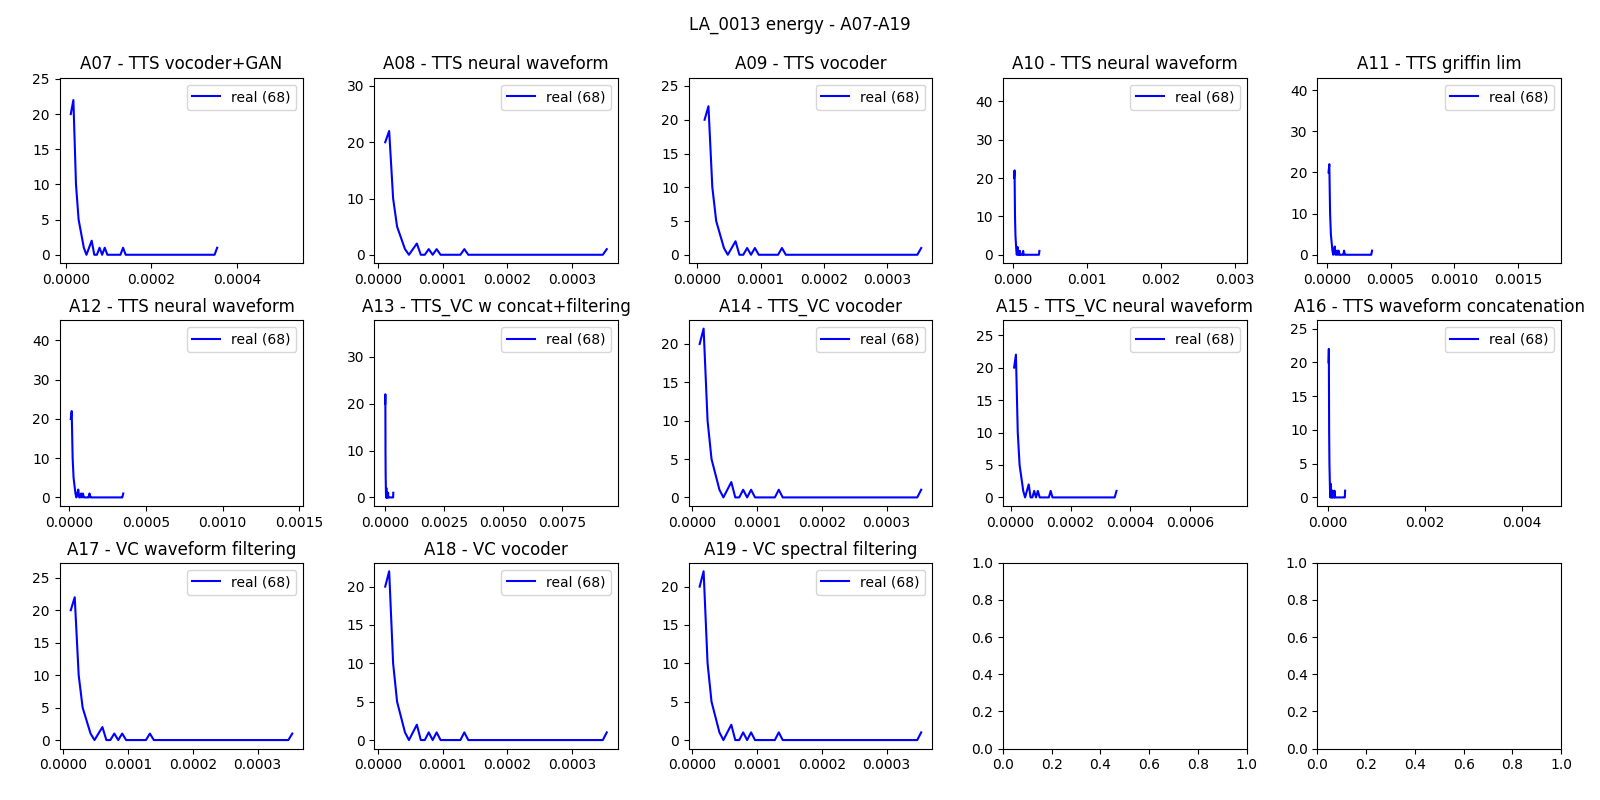 LA_0013 energy - A07-A19
A07 - TTS vocoder+GAN
real (68)
25
20
15
10
5
0
0.0000 0.0002 0.0004
A08 - TTS neural waveform
real (68)
30
20
10
0
0.0000 0.0001 0.0002 0.0003
A09 - TTS vocoder
real (68)
25
20
15
10
5
0
0.0000 0.0001 0.0002 0.0003
A10 - TTS neural waveform
real (68)
40
30
20
10
0
0.000 0.001 0.002 0.003
A11 - TTS griffin lim
real (68)
40
30
20
10
0
0.0000 0.0005 0.0010 0.0015
A12 - TTS neural waveform
real (68)
40
30
20
10
0
0.0000 0.0005 0.0010 0.0015
A13 - TTS_VC w concat+filtering
real (68)
30
20
10
0
0.0000 0.0025 0.0050 0.0075
A14 - TTS_VC vocoder
real (68)
20
15
10
5
0
0.0000 0.0001 0.0002 0.0003
A15 - TTS_VC neural waveform
real (68)
25
20
15
10
5
0
0.0000 0.0002 0.0004 0.0006
A16 - TTS waveform concatenation
real (68)
25
20
15
10
5
0
0.000 0.002 0.004
A17 - VC waveform filtering
real (68)
25
20
15
10
5
0
0.0000 0.0001 0.0002 0.0003
A18 - VC vocoder
real (68)
20
15
10
5
0
0.0000 0.0001 0.0002 0.0003
A19 - VC spectral filtering
real (68)
20
15
10
5
0
0.0000 0.0001 0.0002 0.0003
1.0
0.8
0.6
0.4
0.2
0.0
0.0 0.2 0.4 0.6 0.8 1.0
1.0
0.8
0.6
0.4
0.2
0.0
0.0 0.2 0.4 0.6 0.8 1.0